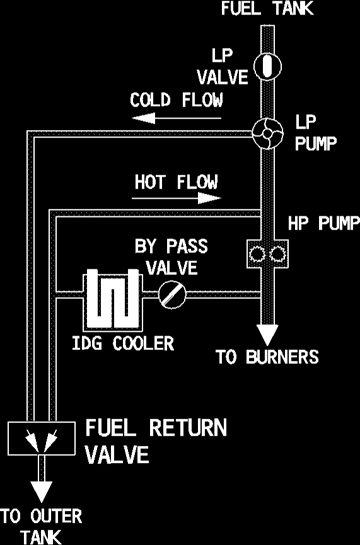 FUEL TANK
LP
VALVE
COLD FLOW
LP
PUMP
HOT FLOW
HP PUMP
BY PASS
VALVE
IDG COOLER
TO BURNERS
FUEL RETURN
VALVE
TO OUTER
TANK